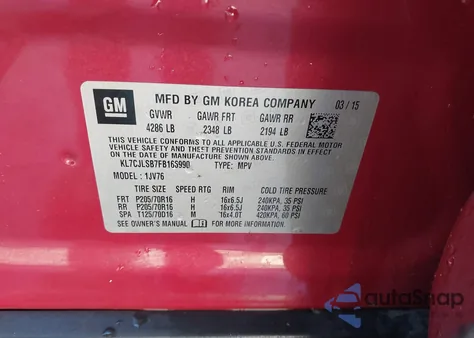 GM
MFD BY GM KOREA COMPANY 03 / 15
GVWR GAWR FRT GAWR RR
4286 LB 2348 LB 2194 LB
THIS VEHICLE CONFORMS TO ALL APPLICABLE U.S. FEDERAL MOTOR
VEHICLE SAFETY, BUMPER, AND THEFT PREVENTION STANDARDS IN
EFFECT ON THE DATE OF MANUFACTURE SHOWN ABOVE.
KL7CJLSB7FB163990 TYPE: MPV
MODEL : 1JV76
TIRE SIZE SPEED RTG RIM COLD TIRE PRESSURE
FRT P205/70R16 H 16x6.5J 240KPA, 35 PSI
RR P205/70R16 H 16x6.5J 240KPA, 35 PSI
SPA T125/70D16 M 16x4.0T 420KPA, 60 PSI
SEE OWNER'S MANUAL FOR MORE INFORMATION.
autoSnap